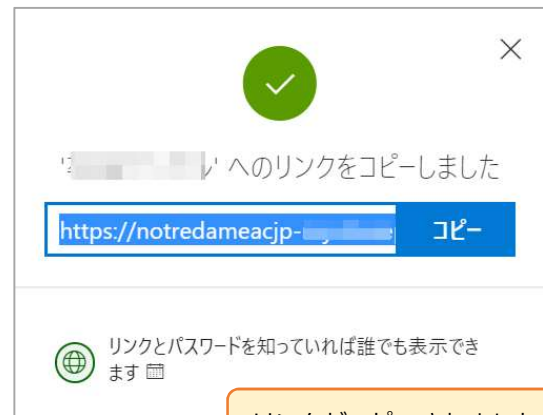 へのリンクをコピーしました
https://notredameacjp-
コピー
リンクとパスワードを知っていれば誰でも表示でき
ます